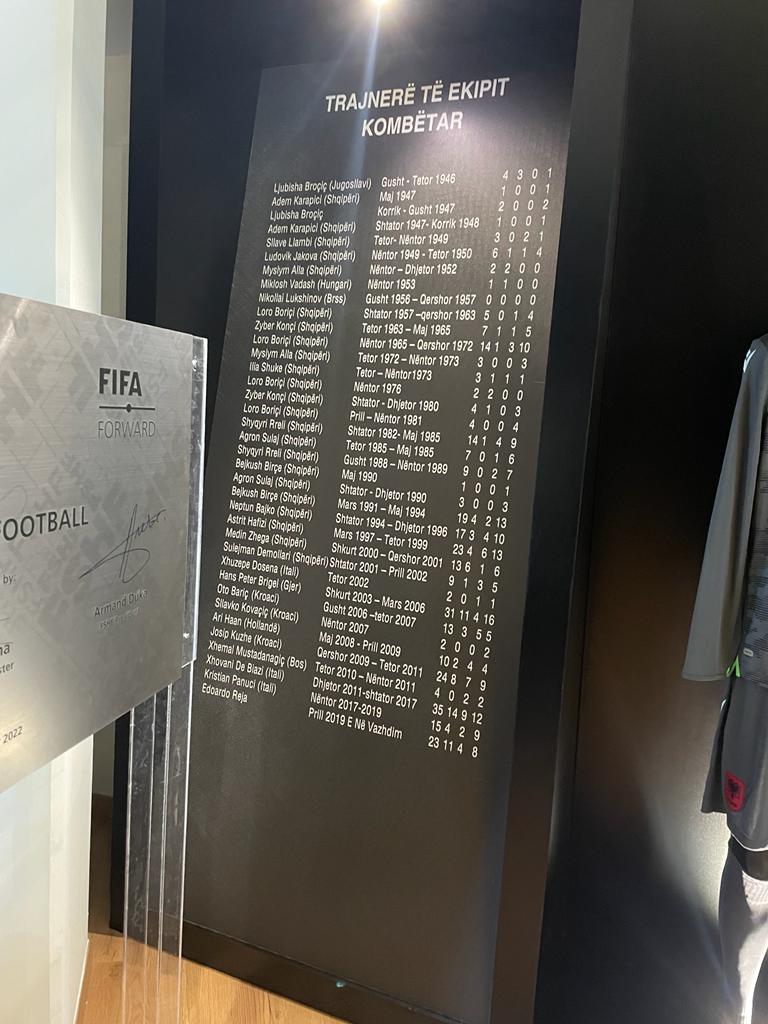 TRAJNERË TË EKIPIT
KOMBËTAR
Ljubisha Broçiç (Jugosllavi) Gusht - Tetor 1946 4 3 0 1
Adem Karapici (Shqipëri) Maj 1947 1 0 0 1
Ljubisha Broçiç Korrik - Gusht 1947 2 0 0 2
Adem Karapici (Shqipëri) Shtator 1947- Korrik 1948 1 0 0 1
Sllave Llambi (Shqipëri) Tetor- Nëntor 1949 3 0 2 1
Ludovik Jakova (Shqipëri) Nëntor 1949 - Tetor 1950 6 1 1 4
Myslym Alla (Shqipëri) Nëntor – Dhjetor 1952 2 2 0 0
Miklosh Vadash (Hungari) Nëntor 1953 1 1 0 0
Nikollai Lukshinov (Brss) Gusht 1956 – Qershor 1957 0 0 0 0
Loro Boriçi (Shqipëri) Shtator 1957 –qershor 1963 5 0 1 4
Zyber Konçi (Shqipëri) Tetor 1963 – Maj 1965 7 1 1 5
Loro Boriçi (Shqipëri) Nëntor 1965 – Qershor 1972 14 1 3 10
Myslym Alla (Shqipëri) Tetor 1972 – Nëntor 1973 3 0 0 3
Ilia Shuke (Shqipëri) Tetor – Nëntor1973 3 1 1 1
Loro Boriçi (Shqipëri) Nëntor 1976 2 2 0 0
Zyber Konçi (Shqipëri) Shtator - Dhjetor 1980 4 1 0 3
Loro Boriçi (Shqipëri) Prill – Nëntor 1981 4 0 0 4
Shyqyri Rreli (Shqipëri) Shtator 1982- Maj 1985 14 1 4 9
Agron Sulaj (Shqipëri) Tetor 1985 – Maj 1985 7 0 1 6
Shyqyri Rreli (Shqipëri) Gusht 1988 – Nëntor 1989 9 0 2 7
Bejkush Birçe (Shqipëri) Maj 1990 1 0 0 1
Agron Sulaj (Shqipëri) Shtator - Dhjetor 1990 3 0 0 3
Bejkush Birçe (Shqipëri) Mars 1991 – Maj 1994 19 4 2 13
Neptun Bajko (Shqipëri) Shtator 1994 – Dhjetor 1996 17 3 4 10
Astrit Hafizi (Shqipëri) Mars 1997 - Tetor 1999 23 4 6 13
Medin Zhega (Shqipëri) Shkurt 2000 – Qershor 2001 13 6 1 6
Sulejman Demollari (Shqipëri) Shtator 2001 – Prill 2002 9 1 3 5
Xhuzepe Dosena (Itali) Tetor 2002 2 0 1 1
Hans Peter Brigel (Gjer) Shkurt 2003 – Mars 2006 31 11 4 16
Oto Bariç (Kroaci) Gusht 2006 –tetor 2007 13 3 5 5
Sllavko Kovaçiç (Kroaci) Nëntor 2007 2 0 0 2
Ari Haan (Hollandë) Maj 2008 - Prill 2009 10 2 4 4
Josip Kuzhe (Kroaci) Qershor 2009 – Tetor 2011 24 8 7 9
Xhemal Mustadanagiç (Bos) Tetor 2010 – Nëntor 2011 4 0 2 2
Xhovani De Biazi (Itali) Dhjetor 2011-shtator 2017 35 14 9 12
Kristian Panuçi (Itali) Nëntor 2017-2019 15 4 2 9
Edoardo Reja Prill 2019 E Në Vazhdim 23 11 4 8
FIFA
FORWARD
FOOTBALL
by:
Armand Duka
2022